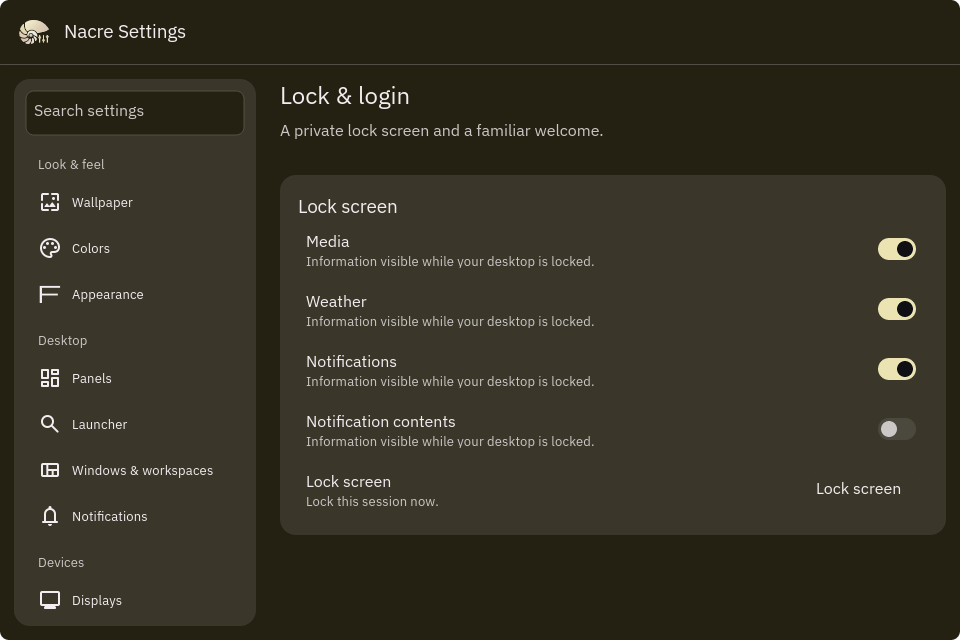 Nacre Settings
Search settings
Look & feel
Wallpaper
Colors
Appearance
Desktop
Panels
Launcher
Windows & workspaces
Notifications
Devices
Displays
Lock & login
A private lock screen and a familiar welcome.
Lock screen
Media
Information visible while your desktop is locked.
Weather
Information visible while your desktop is locked.
Notifications
Information visible while your desktop is locked.
Notification contents
Information visible while your desktop is locked.
Lock screen
Lock this session now.
Lock screen